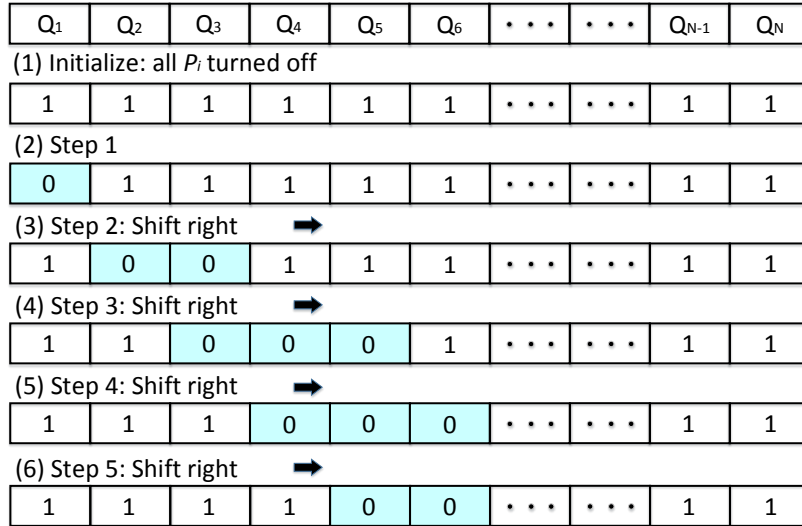 Q1 Q2 Q3 Q4 Q5 Q6 • • • • • • QN-1 QN
(1) Initialize: all Pi turned off
1 1 1 1 1 1 • • • • • • 1 1
(2) Step 1
0 1 1 1 1 1 • • • • • • 1 1
(3) Step 2: Shift right
1 0 0 1 1 1 • • • • • • 1 1
(4) Step 3: Shift right
1 1 0 0 0 1 • • • • • • 1 1
(5) Step 4: Shift right
1 1 1 0 0 0 • • • • • • 1 1
(6) Step 5: Shift right
1 1 1 1 0 0 • • • • • • 1 1